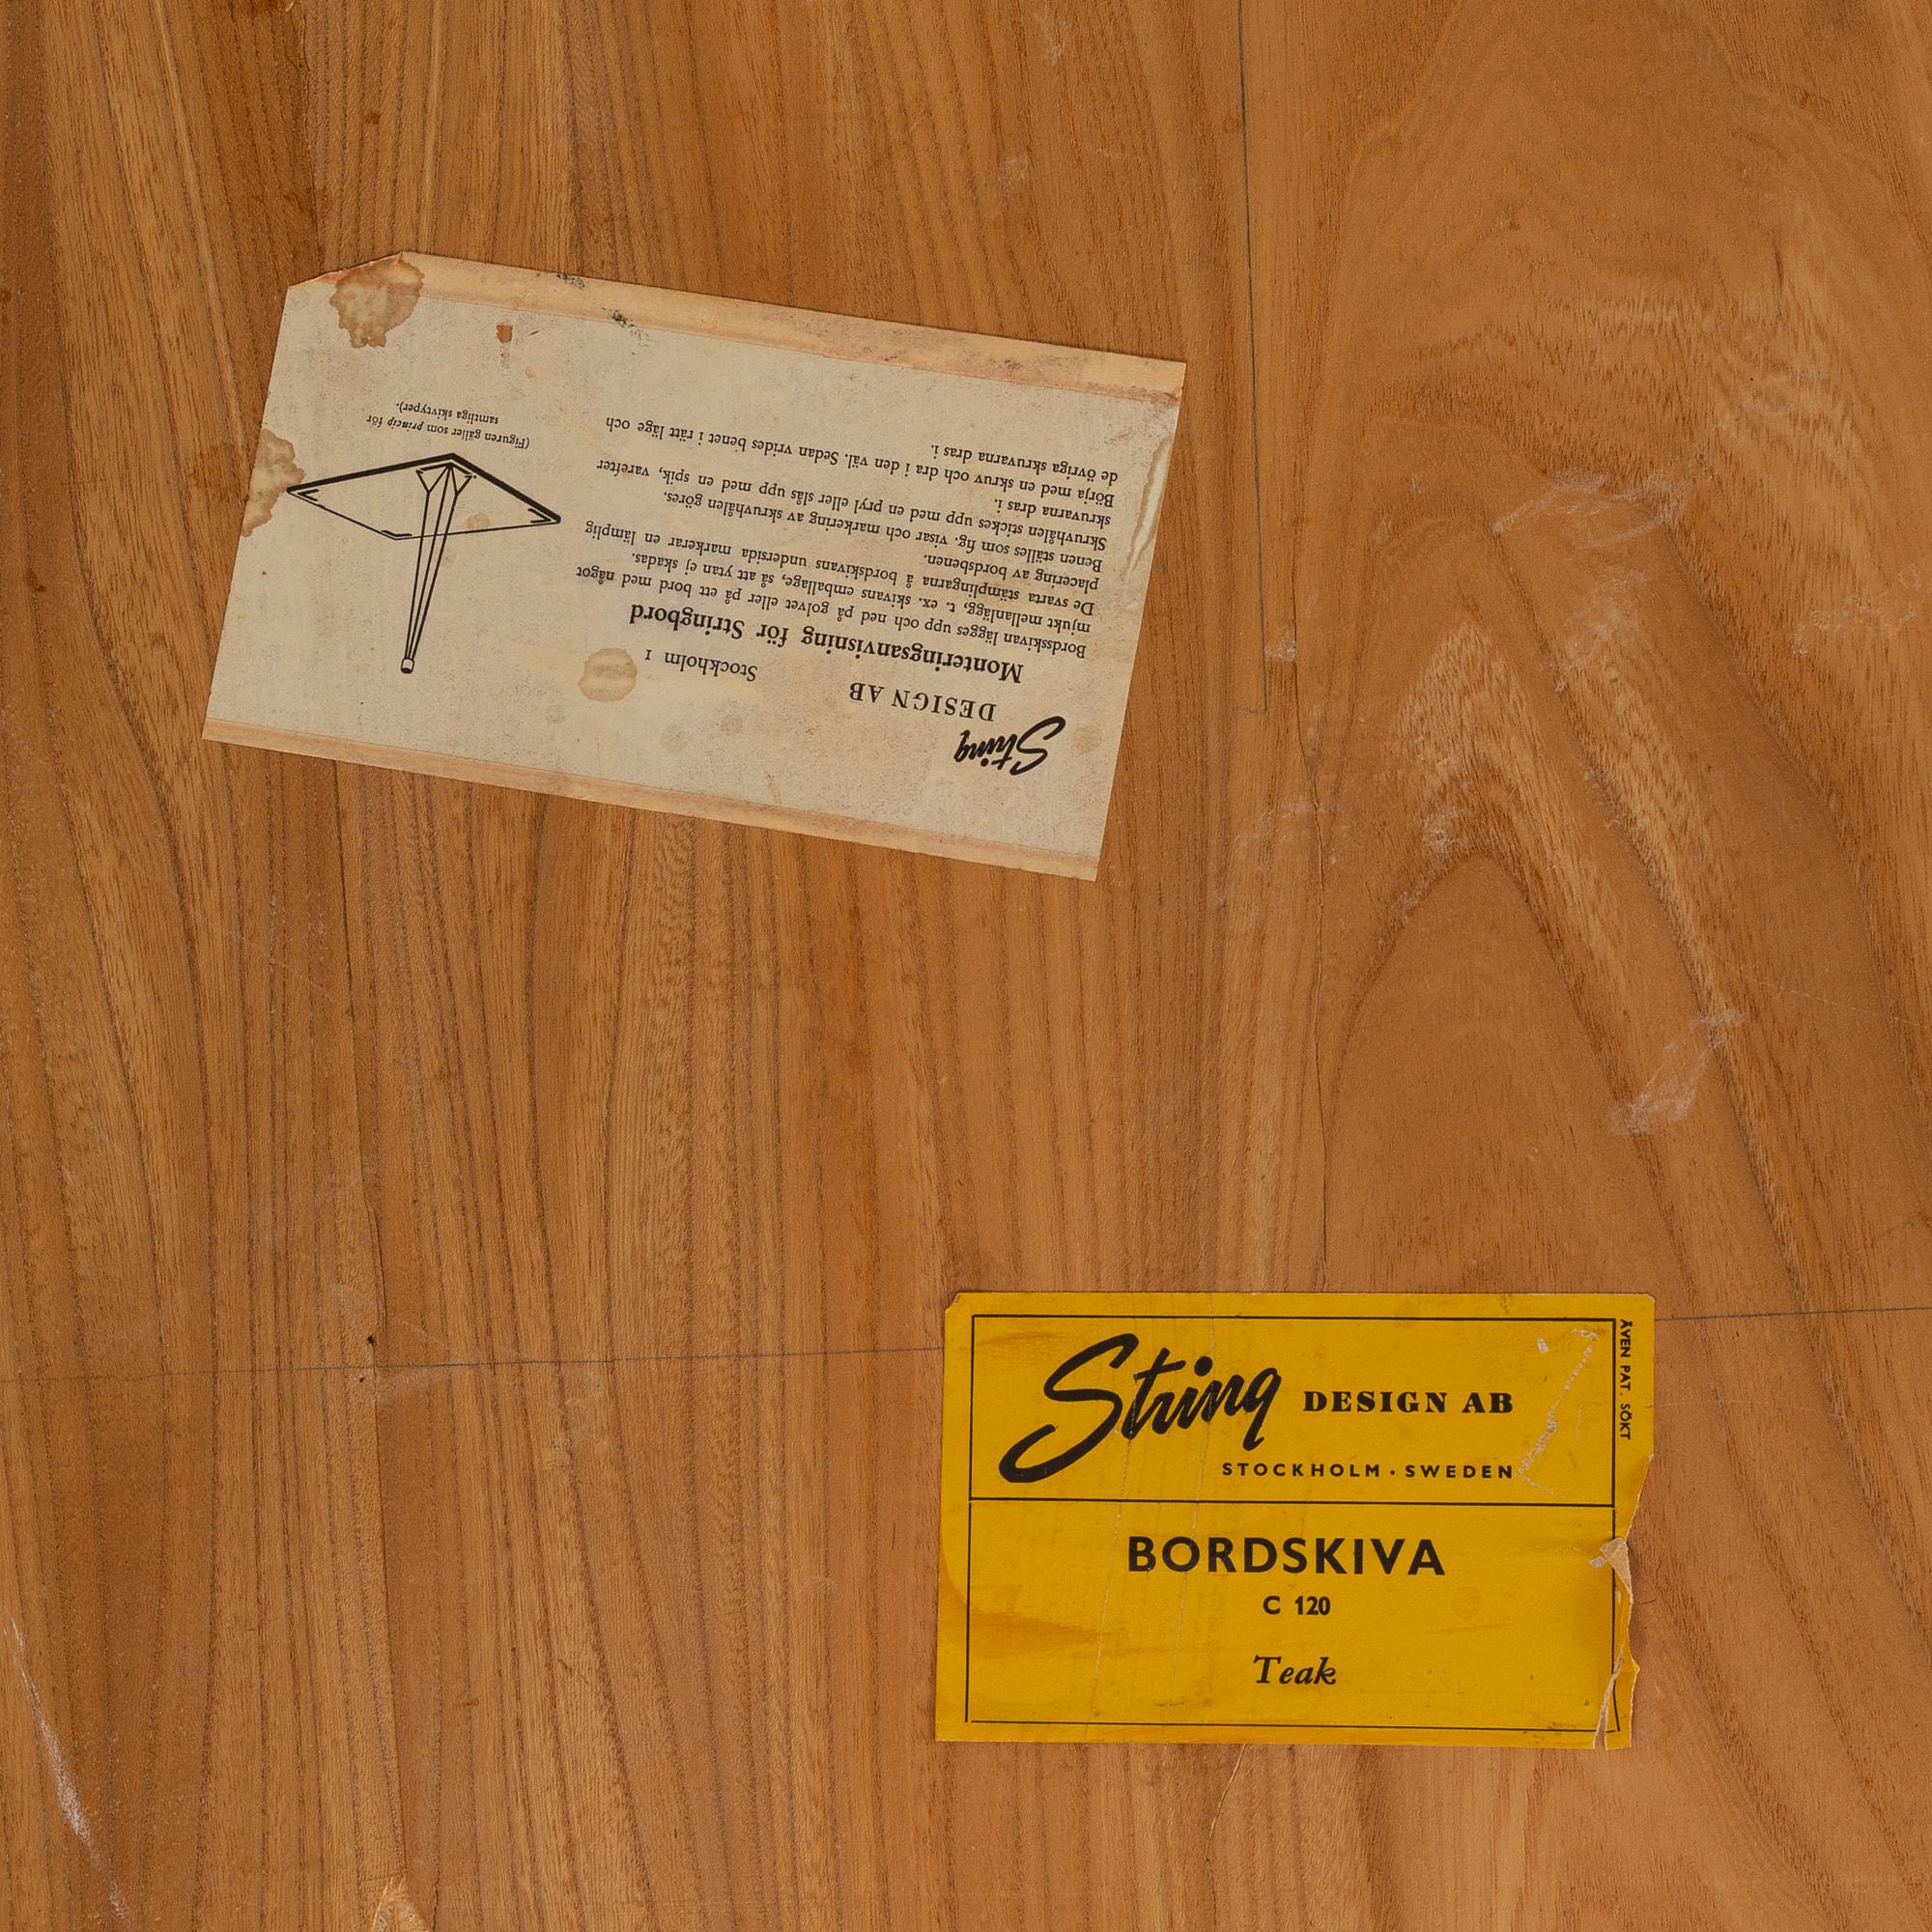 String
DESIGN AB
Stockholm 1
Monteringsanvisning för Stringbord
Bordsskivan lägges upp och ned på golvet eller på ett bord med något
mjukt mellanlägg, t. ex. skivans emballage, så att ytan ej skadas.
De svarta stämplingarna å bordskivans undersida markerar en lämplig
placering av bordsbenen.
Benen ställes som fig. visar och markering av skruvhålen göres.
Skruvhålen stickes upp med en pryl eller slås upp med en spik, varefter
skruvarna dras i.
Börja med en skruv och dra i den väl. Sedan vrides benet i rätt läge och
de övriga skruvarna dras i.
(Figuren gäller som princip för
samtliga skivtyper).
String DESIGN AB
STOCKHOLM · SWEDEN
ÄVEN PAT. SÖKT
BORDSKIVA
C 120
Teak